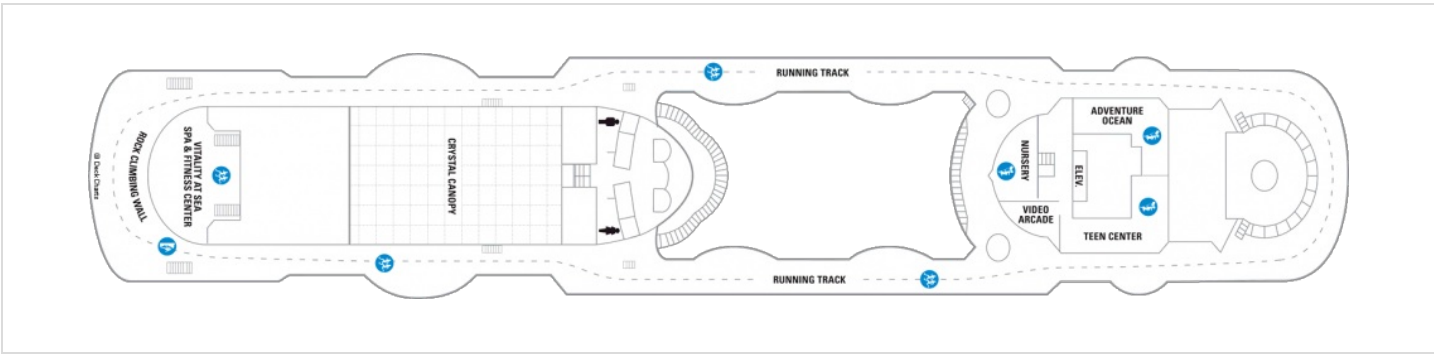 @ Deck Chartz
ROCK CLIMBING WALL
VITALITY AT SEA
SPA & FITNESS CENTER
CRYSTAL CANOPY
RUNNING TRACK
RUNNING TRACK
NURSERY
VIDEO
ARCADE
ELEV.
ADVENTURE
OCEAN
TEEN CENTER